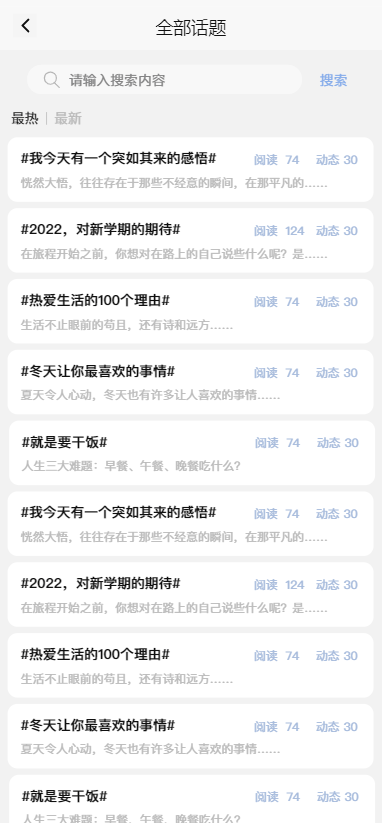 全部话题
请输入搜索内容 搜索
最热 最新
#我今天有一个突如其来的感悟# 阅读 74 动态 30
恍然大悟，往往存在于那些不经意的瞬间，在那平凡的……
#2022，对新学期的期待# 阅读 124 动态 30
在旅程开始之前，你想对在路上的自己说些什么呢？是……
#热爱生活的100个理由# 阅读 74 动态 30
生活不止眼前的苟且，还有诗和远方……
#冬天让你最喜欢的事情# 阅读 74 动态 30
夏天令人心动，冬天也有许多让人喜欢的事情……
#就是要干饭# 阅读 74 动态 30
人生三大难题：早餐、午餐、晚餐吃什么？
#我今天有一个突如其来的感悟# 阅读 74 动态 30
恍然大悟，往往存在于那些不经意的瞬间，在那平凡的……
#2022，对新学期的期待# 阅读 124 动态 30
在旅程开始之前，你想对在路上的自己说些什么呢？是……
#热爱生活的100个理由# 阅读 74 动态 30
生活不止眼前的苟且，还有诗和远方……
#冬天让你最喜欢的事情# 阅读 74 动态 30
夏天令人心动，冬天也有许多让人喜欢的事情……
#就是要干饭# 阅读 74 动态 30
人生三大难题：早餐、午餐、晚餐吃什么？